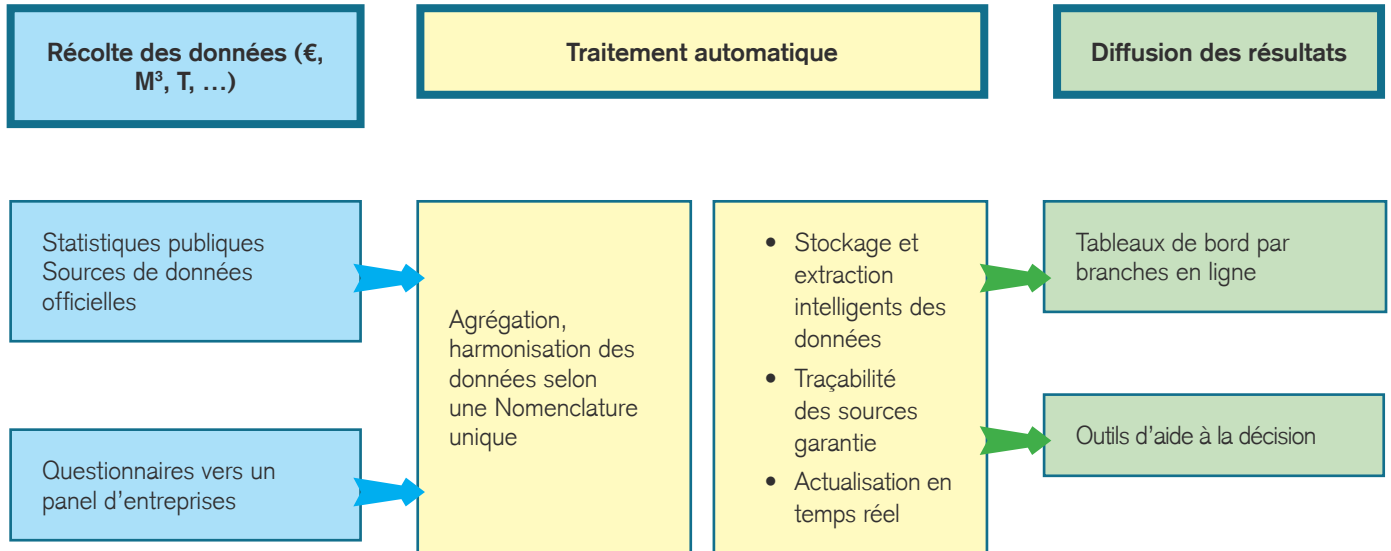 Récolte des données (€,
M³, T, …)
Traitement automatique
Diffusion des résultats
Statistiques publiques
Sources de données
officielles
Questionnaires vers un
panel d’entreprises
Agrégation,
harmonisation des
données selon
une Nomenclature
unique
• Stockage et
extraction
intelligents des
données
• Traçabilité
des sources
garantie
• Actualisation en
temps réel
Tableaux de bord par
branches en ligne
Outils d’aide à la décision